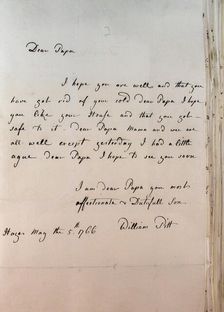 Dear Papa
I hope you are well and that you
have got rid of your cold dear Papa I hope
you like your House and that you got
safe to it. dear Papa Mama and we are
all well except yesterday I had a little
ague dear Papa I hope to see you soon
I am dear Papa you most
affectionate & Dutifull Son
William Pitt
Hayes May the 5th. 1766